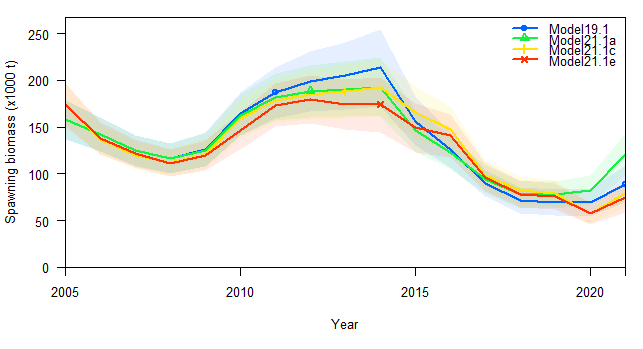 250
200
150
100
50
0
Spawning biomass (x1000 t)
2005
2010
2015
2020
Year
Model19.1
Model21.1a
Model21.1c
Model21.1e